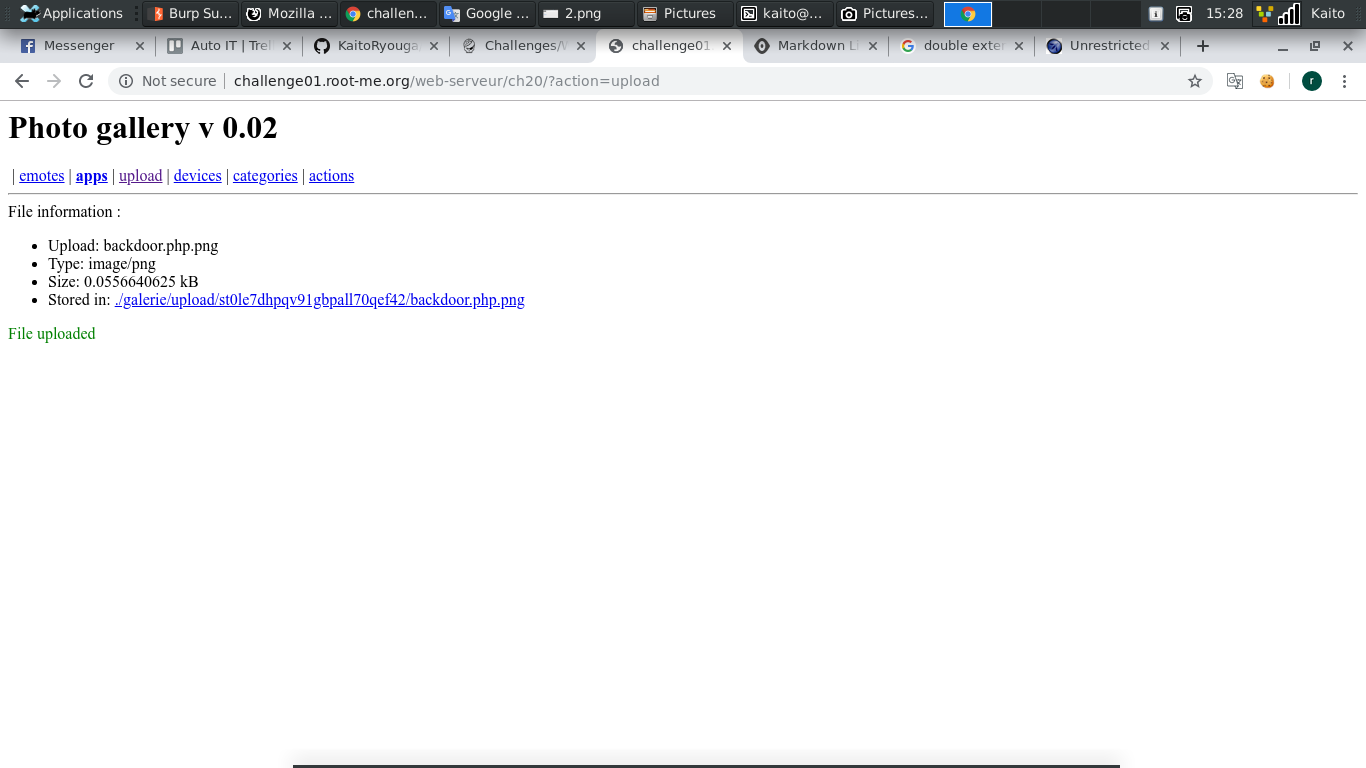 Applications Burp Su... Mozilla ... challen... Google ... 2.png Pictures kaito@... Pictures... 15:28 Kaito
Messenger Auto IT | Trell KaitoRyouga/ Challenges/W challenge01. Markdown Li double exten Unrestricted
Not secure challenge01.root-me.org/web-serveur/ch20/?action=upload r
Photo gallery v 0.02
| emotes | apps | upload | devices | categories | actions
File information :
Upload: backdoor.php.png
Type: image/png
Size: 0.0556640625 kB
Stored in: ./galerie/upload/st0le7dhpqv91gbpall70qef42/backdoor.php.png
File uploaded